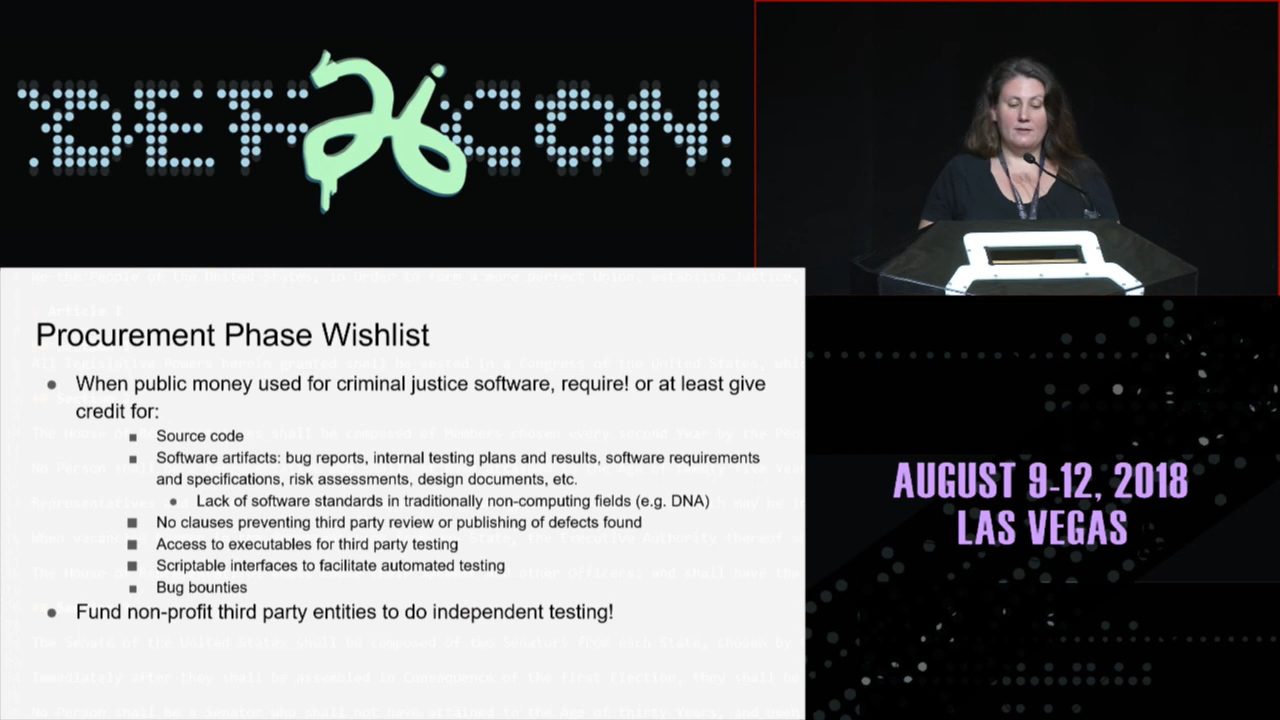 DEF CON
26
Procurement Phase Wishlist
● When public money used for criminal justice software, require! or at least give
credit for:
■ Source code
■ Software artifacts: bug reports, internal testing plans and results, software requirements
and specifications, risk assessments, design documents, etc.
● Lack of software standards in traditionally non-computing fields (e.g. DNA)
■ No clauses preventing third party review or publishing of defects found
■ Access to executables for third party testing
■ Scriptable interfaces to facilitate automated testing
■ Bug bounties
● Fund non-profit third party entities to do independent testing!
AUGUST 9-12, 2018
LAS VEGAS